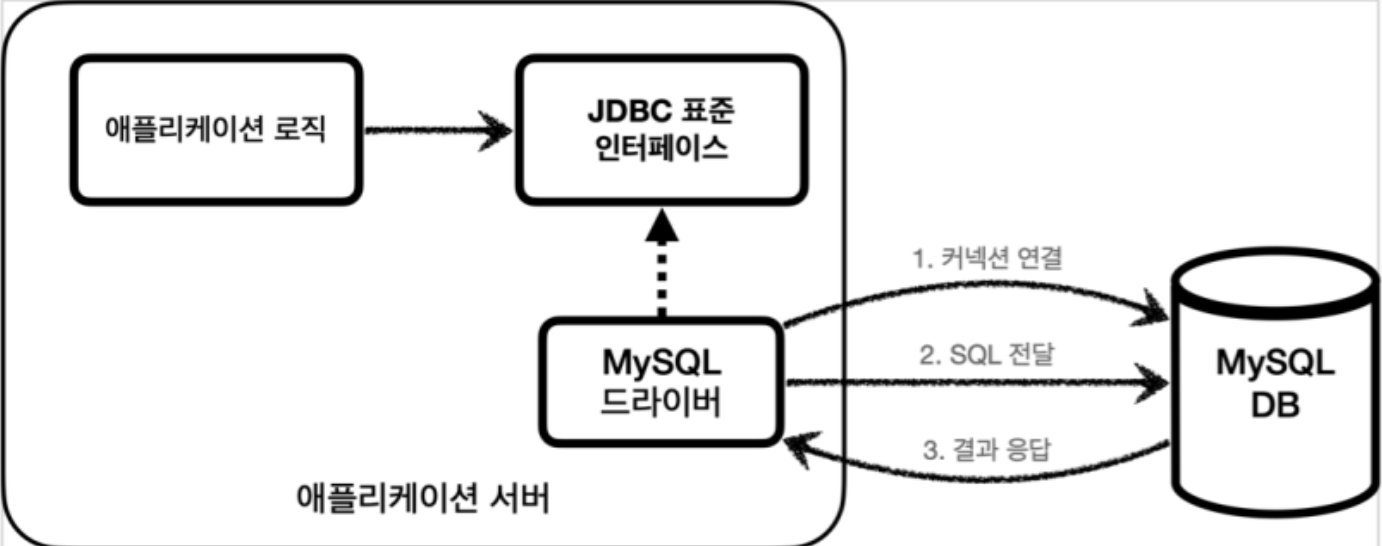 애플리케이션 로직
JDBC 표준
인터페이스
1. 커넥션 연결
MySQL
드라이버
2. SQL 전달
MySQL
DB
3. 결과 응답
애플리케이션 서버